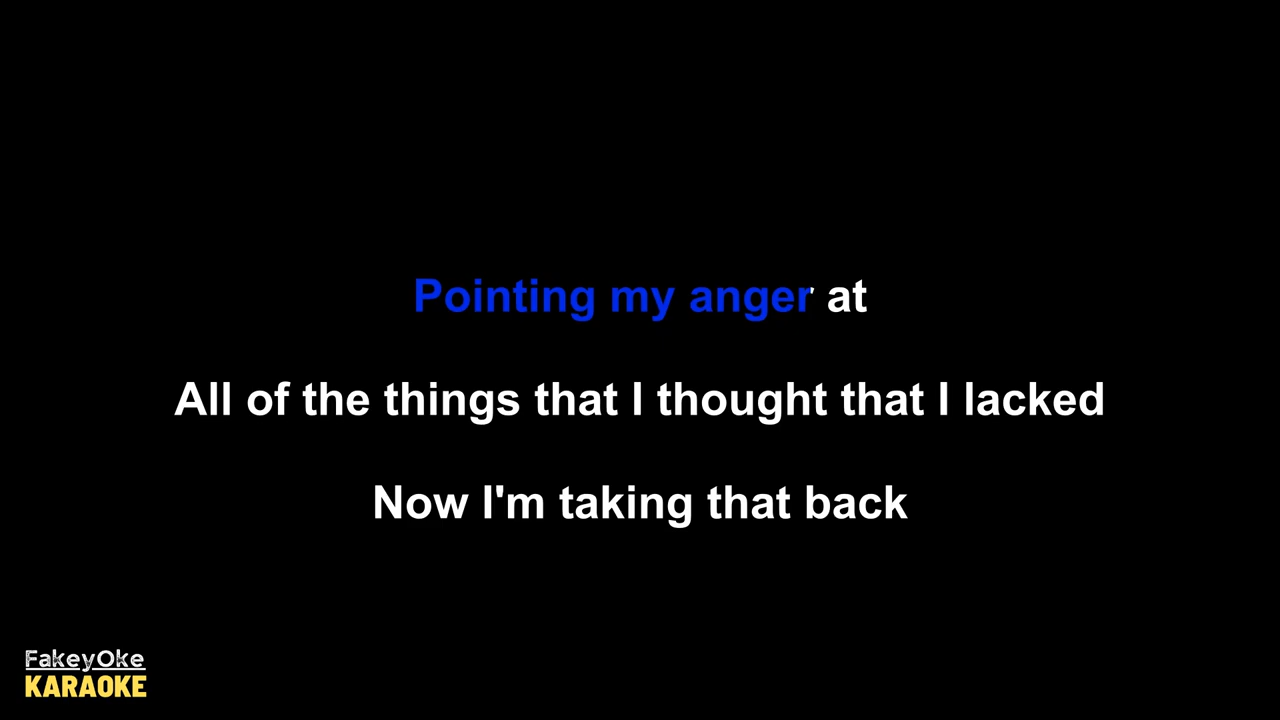 Pointing my anger at
All of the things that I thought that I lacked
Now I'm taking that back
FakeyOke
KARAOKE